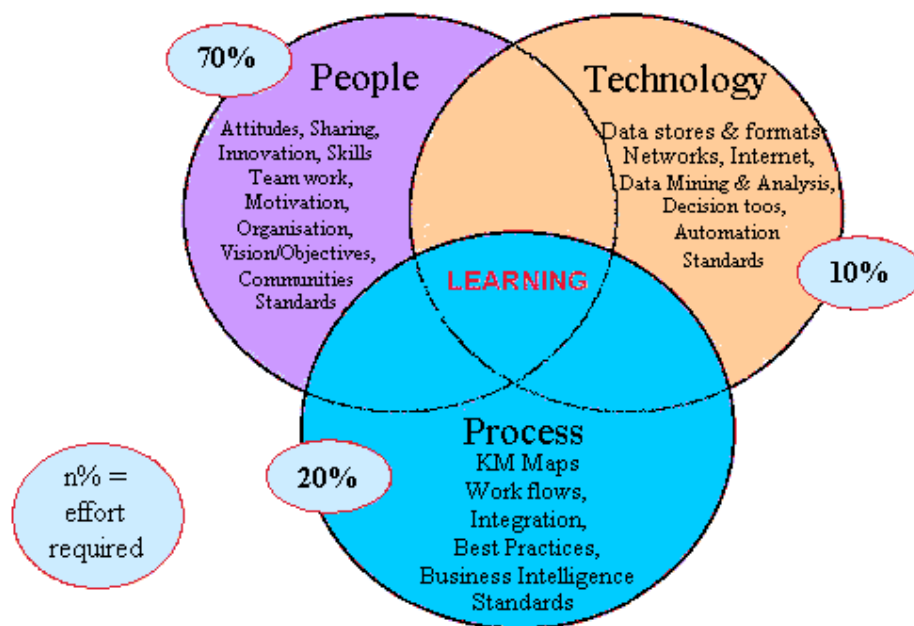 70%
People
Attitudes, Sharing,
Innovation, Skills
Team work,
Motivation,
Organisation,
Vision/Objectives,
Communities
Standards
Technology
Data stores & formats
Networks, Internet,
Data Mining & Analysis,
Decision toos,
Automation
Standards
10%
LEARNING
Process
KM Maps
Work flows,
Integration,
Best Practices,
Business Intelligence
Standards
20%
n% =
effort
required